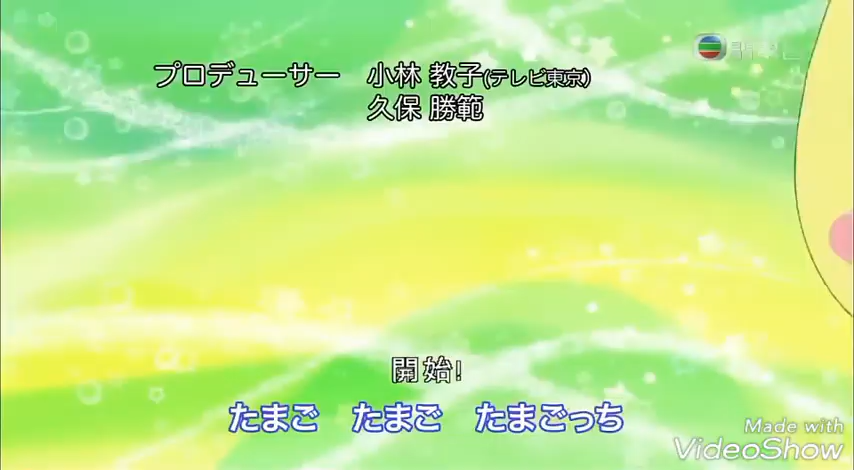 プロデューサー 小林 教子(テレビ東京)
久保 勝範
開始!
たまご たまご たまごっち
Made with
VideoShow